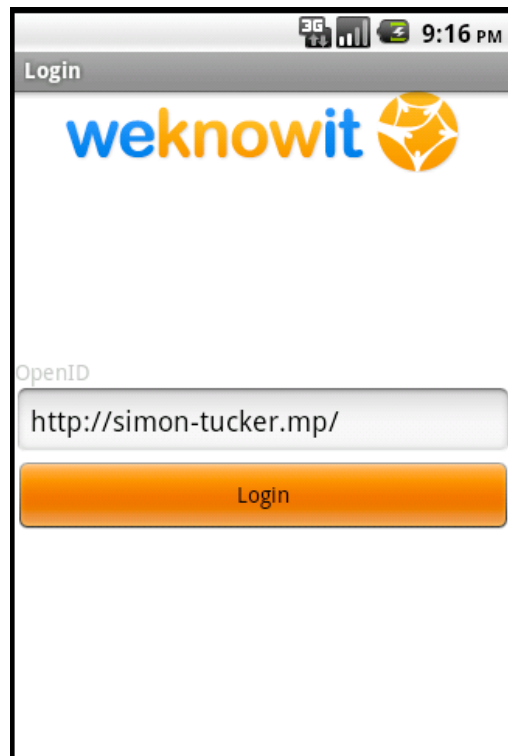 3G 9:16 PM
Login
weknowit
OpenID
http://simon-tucker.mp/
Login